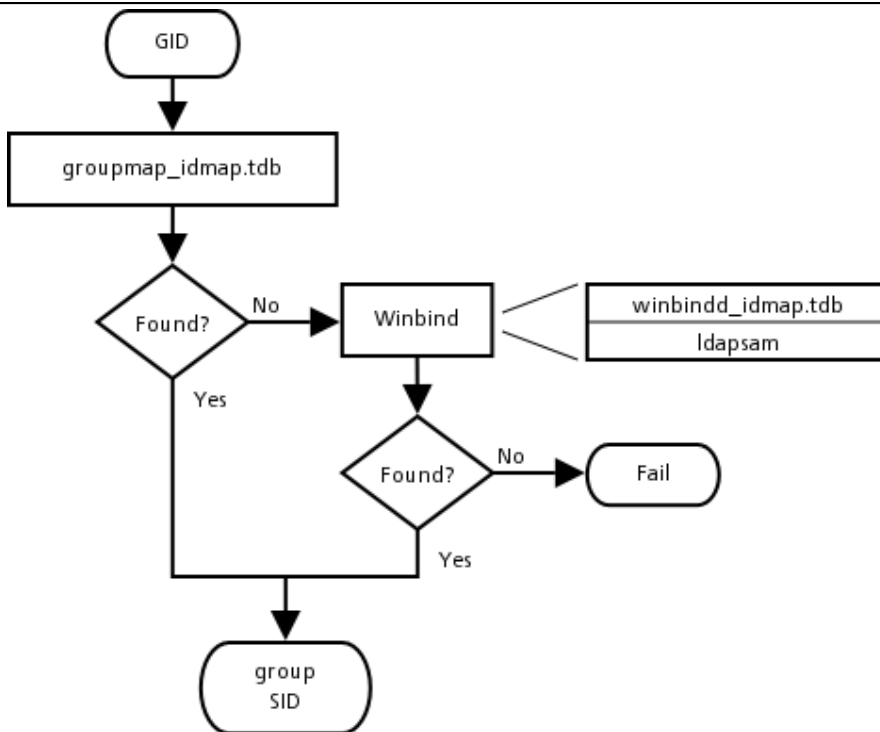 GID
groupmap_idmap.tdb
Found?
No
Winbind
winbindd_idmap.tdb
ldapsam
Yes
Found?
No
Fail
Yes
group
SID